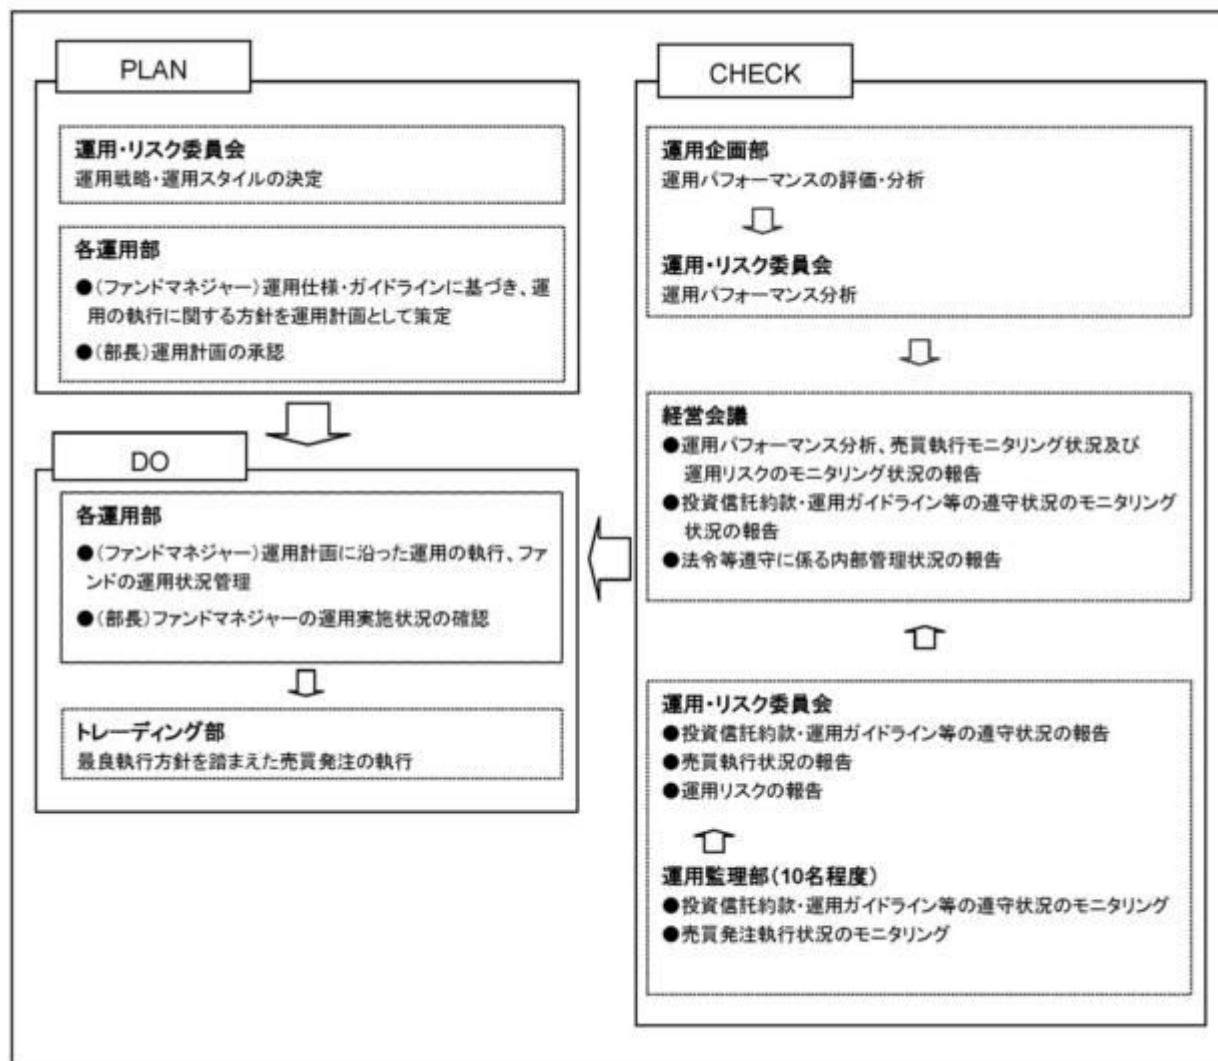 PLAN
運用・リスク委員会
運用戦略・運用スタイルの決定
各運用部
●(ファンドマネジャー)運用仕様・ガイドラインに基づき、運
用の執行に関する方針を運用計画として策定
●(部長)運用計画の承認
DO
各運用部
●(ファンドマネジャー)運用計画に沿った運用の執行、ファ
ンドの運用状況管理
●(部長)ファンドマネジャーの運用実施状況の確認
トレーディング部
最良執行方針を踏まえた売買発注の執行
CHECK
運用企画部
運用パフォーマンスの評価・分析
運用・リスク委員会
運用パフォーマンス分析
経営会議
●運用パフォーマンス分析、売買執行モニタリング状況及び
運用リスクのモニタリング状況の報告
●投資信託約款・運用ガイドライン等の遵守状況のモニタリング
状況の報告
●法令等遵守に係る内部管理状況の報告
運用・リスク委員会
●投資信託約款・運用ガイドライン等の遵守状況の報告
●売買執行状況の報告
●運用リスクの報告
運用監理部(10名程度)
●投資信託約款・運用ガイドライン等の遵守状況のモニタリング
●売買発注執行状況のモニタリング